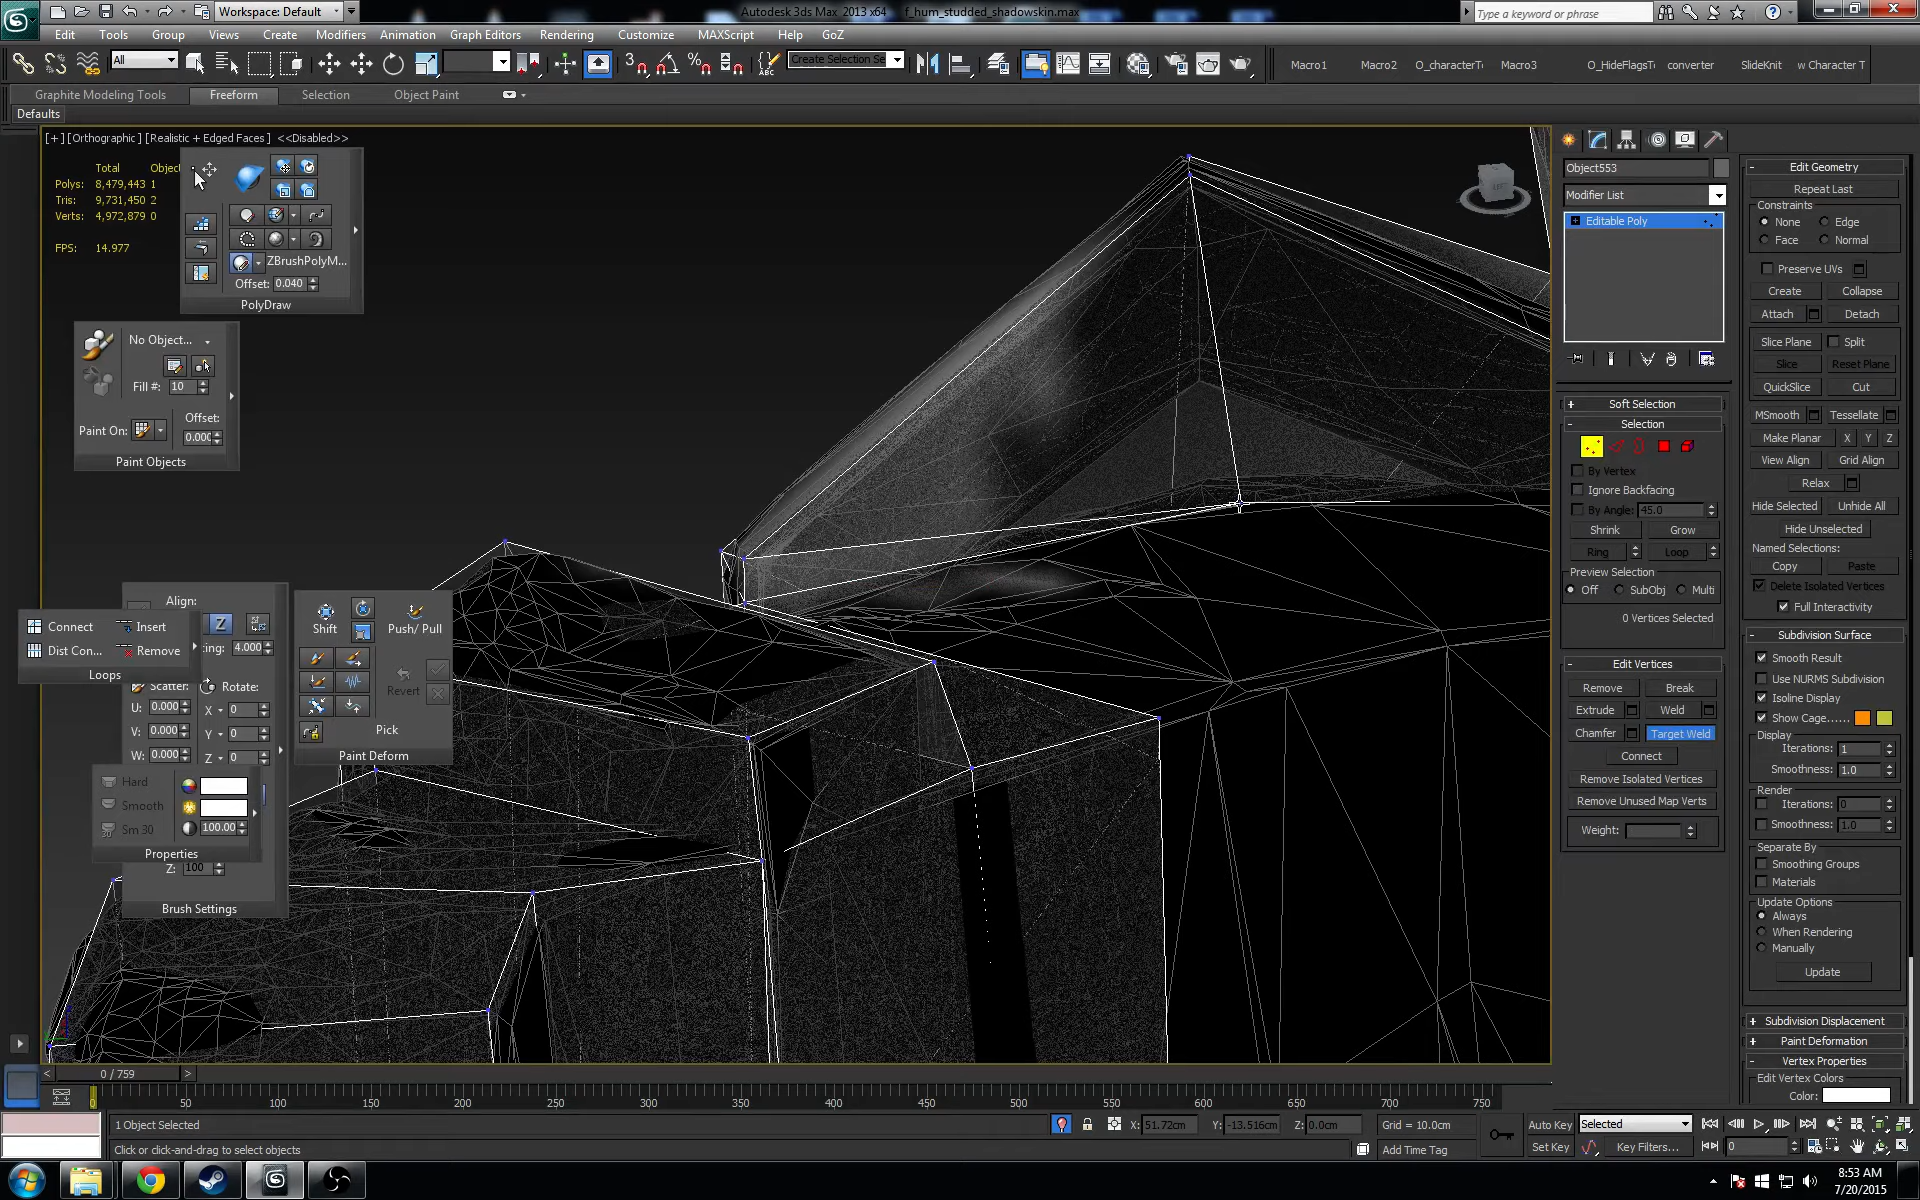 Workspace: Default
Autodesk 3ds Max 2013 x64 f_hum_studded_shadowskin.max
Type a keyword or phrase
Edit Tools Group Views Create Modifiers Animation Graph Editors Rendering Customize MAXScript Help GoZ
All
Create Selection Se
Macro1 Macro2 O_characterTo Macro3 O_HideFlagsTo converter SlideKnit w Character T
Graphite Modeling Tools Freeform Selection Object Paint
Defaults
[+] [Orthographic] [Realistic + Edged Faces] <<Disabled>>
Total Object
Polys: 8,479,443 1
Tris: 9,731,450 2
Verts: 4,972,879 0
FPS: 14.977
ZBrushPolyM...
Offset: 0.040
PolyDraw
No Object...
Fill #: 10
Offset:
Paint On: 0.000
Paint Objects
Align:
Connect Insert
Z
Dist Con... Remove
cing: 4.000
Loops
Scatter: Rotate:
U: 0.000 X 0
V: 0.000 Y 0
W: 0.000 Z 0
Hard
Smooth
Sm 30 100.00
Properties
Z: 100
Brush Settings
Shift Push/Pull
Revert
Pick
Paint Deform
Object553
Modifier List
Editable Poly
Soft Selection
Selection
By Vertex
Ignore Backfacing
By Angle: 45.0
Shrink Grow
Ring Loop
Preview Selection
Off SubObj Multi
0 Vertices Selected
Edit Vertices
Remove Break
Extrude Weld
Chamfer Target Weld
Connect
Remove Isolated Vertices
Remove Unused Map Verts
Weight:
Edit Geometry
Repeat Last
Constraints
None Edge
Face Normal
Preserve UVs
Create Collapse
Attach Detach
Slice Plane Split
Slice Reset Plane
QuickSlice Cut
MSmooth Tessellate
Make Planar X Y Z
View Align Grid Align
Relax
Hide Selected Unhide All
Hide Unselected
Named Selections:
Copy Paste
Delete Isolated Vertices
Full Interactivity
Subdivision Surface
Smooth Result
Use NURMS Subdivision
Isoline Display
Show Cage......
Display
Iterations: 1
Smoothness: 1.0
Render
Iterations: 0
Smoothness: 1.0
Separate By
Smoothing Groups
Materials
Update Options
Always
When Rendering
Manually
Update
Subdivision Displacement
Paint Deformation
Vertex Properties
Edit Vertex Colors
Color:
< 0 / 759 >
0 50 100 150 200 250 300 350 400 450 500 550 600 650 700 750
1 Object Selected
X: 51.72cm Y: -13.516cm Z: 0.0cm Grid = 10.0cm
Auto Key Selected
Click or click-and-drag to select objects
Add Time Tag
Set Key Key Filters... 0
8:53 AM
7/20/2015